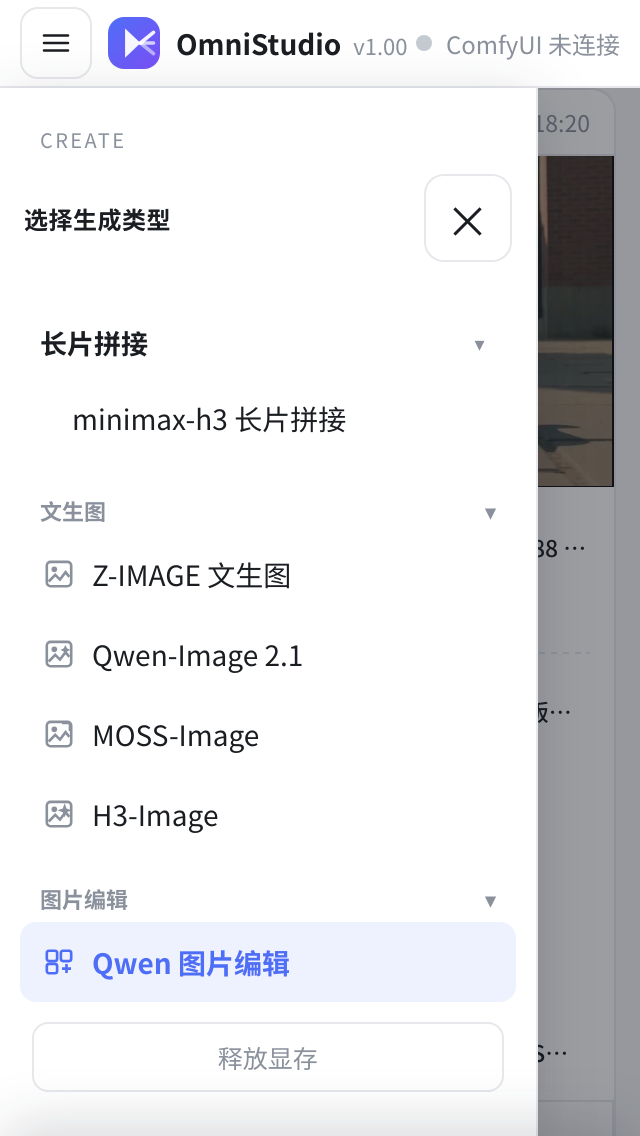 OmniStudio v1.00 ComfyUI 未连接
18:20
CREATE
选择生成类型
长片拼接
minimax-h3 长片拼接
文生图
Z-IMAGE 文生图
38 ···
Qwen-Image 2.1
版···
MOSS-Image
H3-Image
图片编辑
Qwen 图片编辑
释放显存
S···